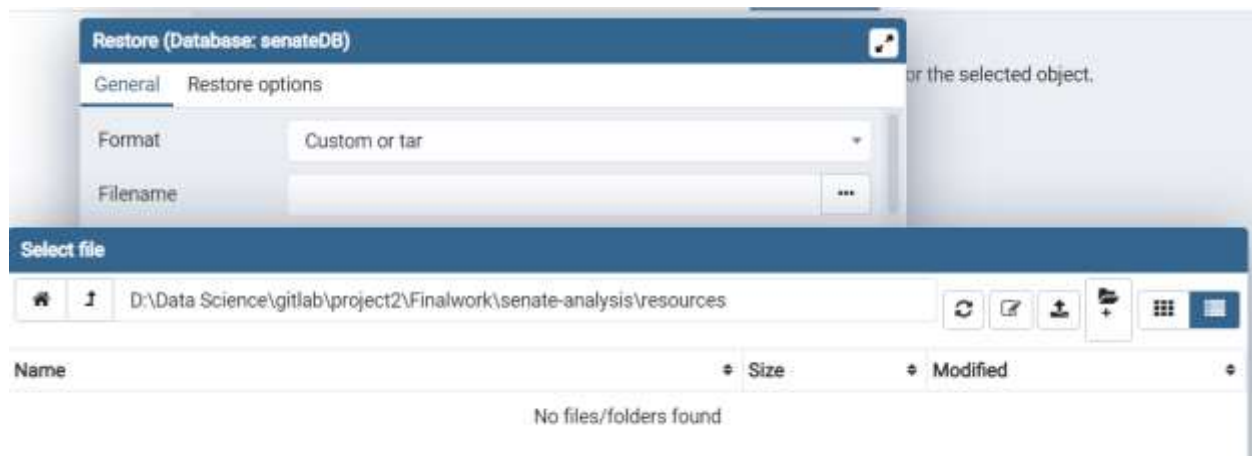 Restore (Database: senateDB)
or the selected object.
General Restore options
Format Custom or tar
Filename
Select file
D:\Data Science\gitlab\project2\Finalwork\senate-analysis\resources
Name Size Modified
No files/folders found